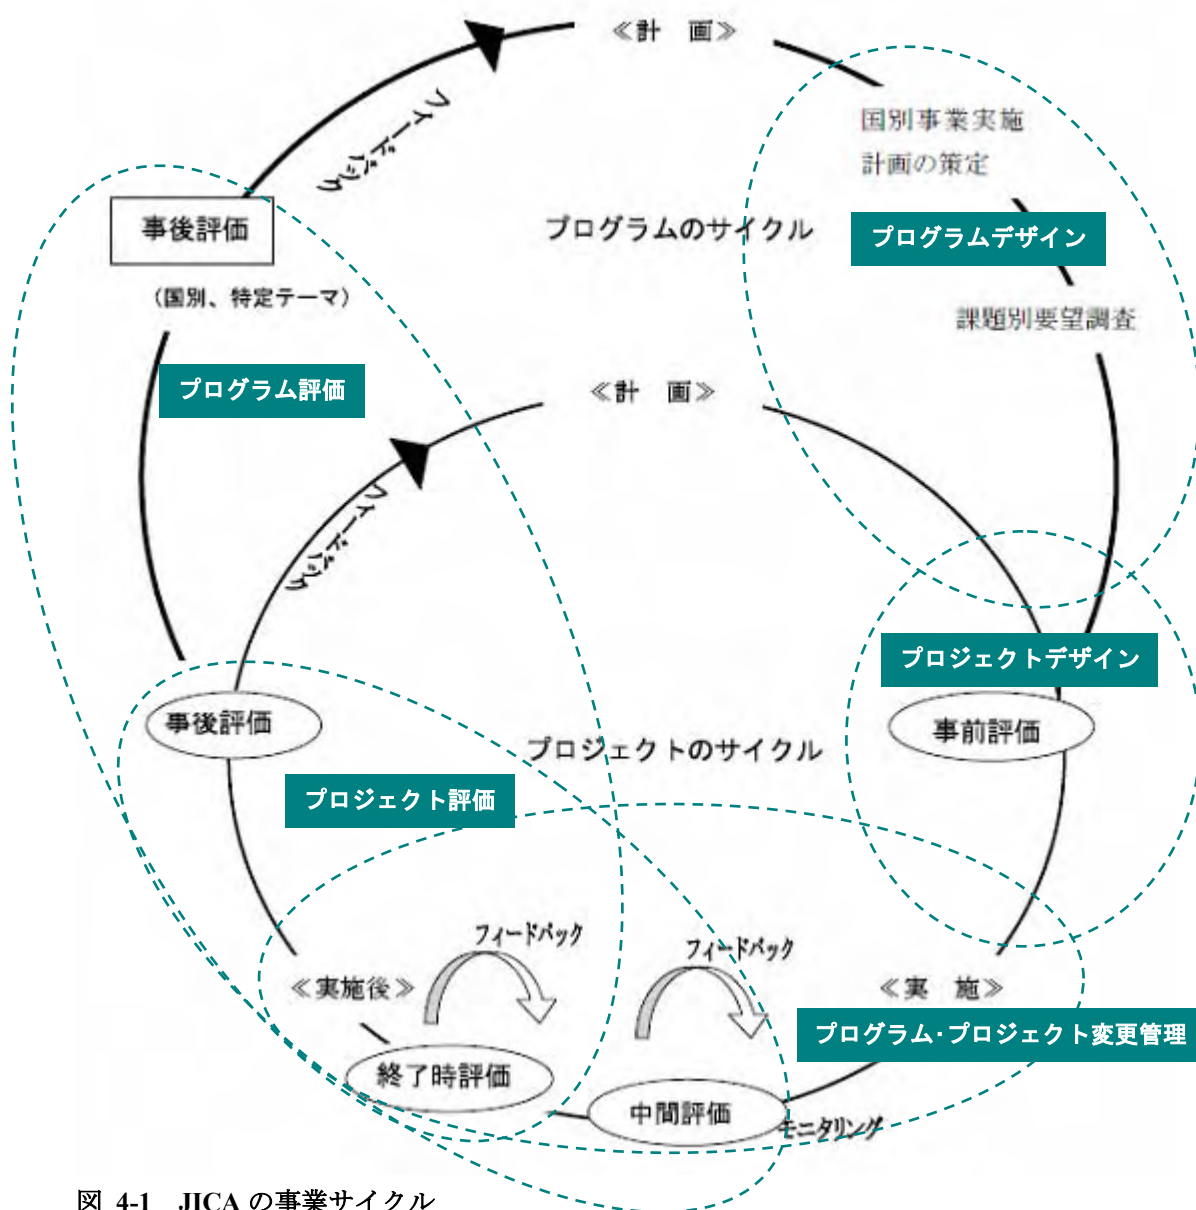 ≪計　画≫
フィードバック
国別事業実施
計画の策定
事後評価
プログラムのサイクル
プログラムデザイン
（国別、特定テーマ）
課題別要望調査
プログラム評価
≪計　画≫
フィードバック
プロジェクトデザイン
事後評価
事前評価
プロジェクトのサイクル
プロジェクト評価
フィードバック
フィードバック
≪実施後≫
≪実　施≫
プログラム・プロジェクト変更管理
終了時評価
中間評価
モニタリング
図 4-1　JICA の事業サイクル